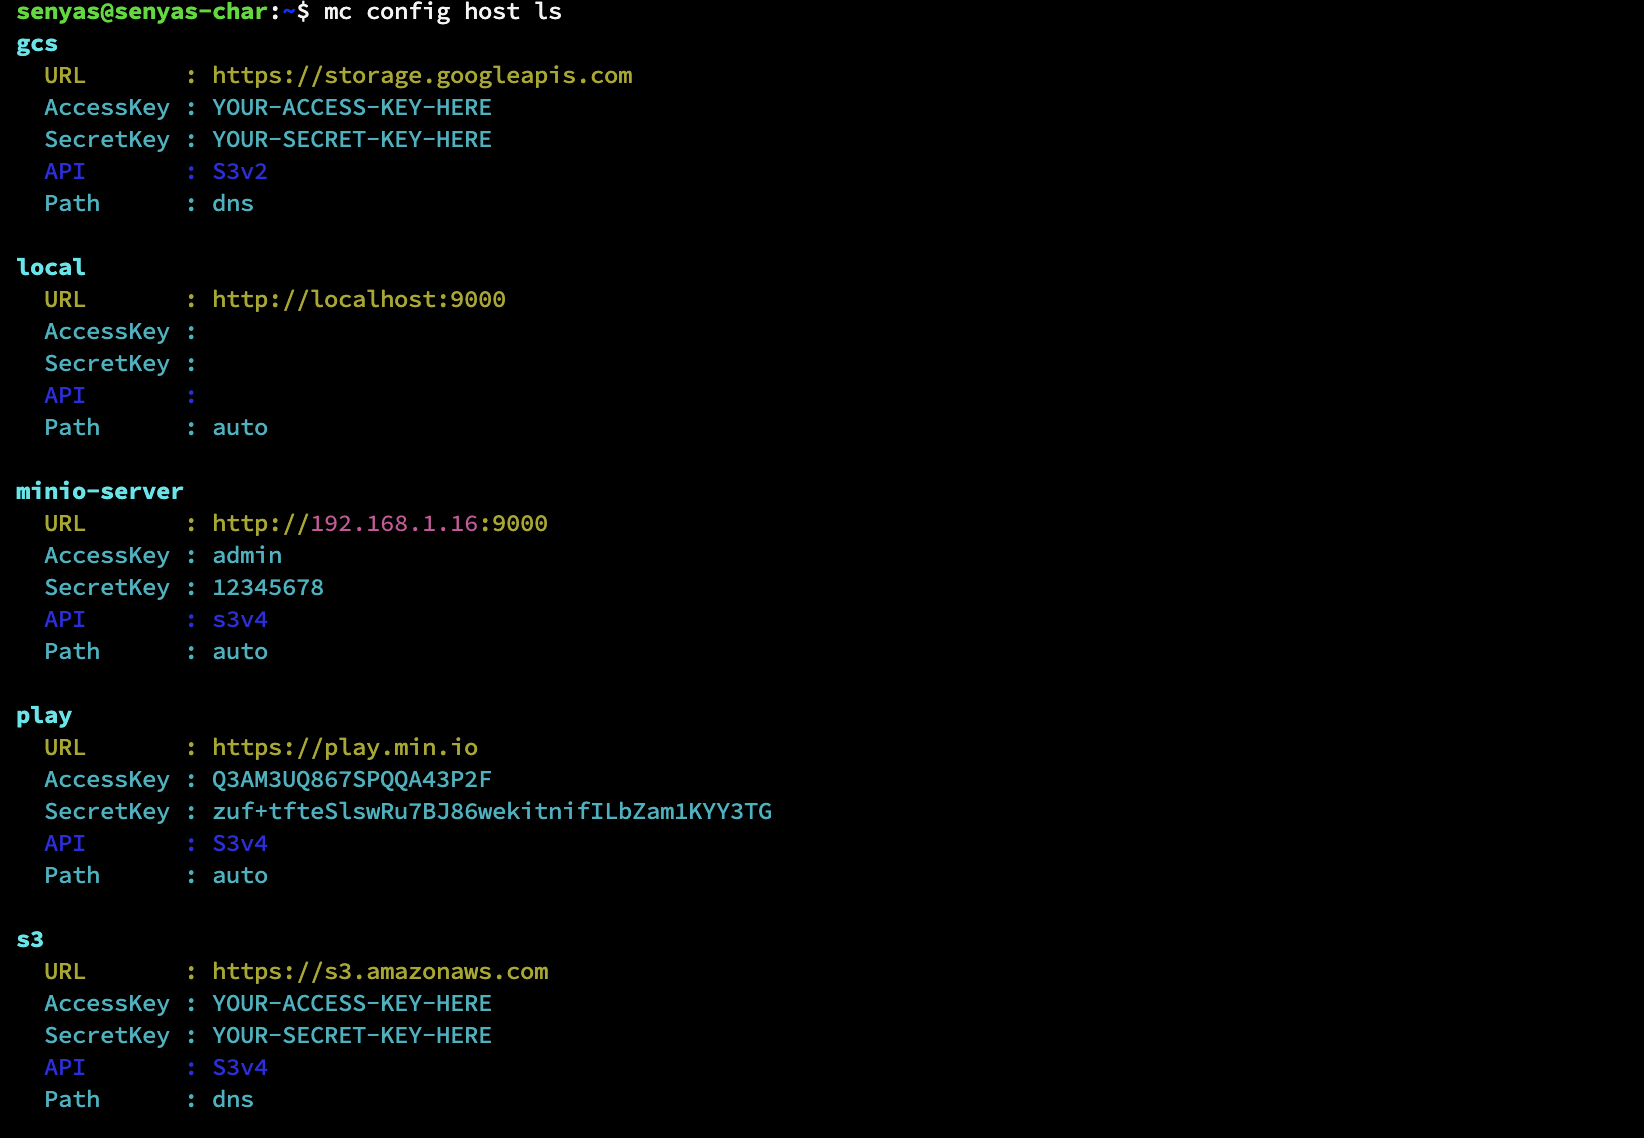 senyas@senyas-char:~$ mc config host ls
gcs
  URL       : https://storage.googleapis.com
  AccessKey : YOUR-ACCESS-KEY-HERE
  SecretKey : YOUR-SECRET-KEY-HERE
  API       : S3v2
  Path      : dns

local
  URL       : http://localhost:9000
  AccessKey :
  SecretKey :
  API       :
  Path      : auto

minio-server
  URL       : http://192.168.1.16:9000
  AccessKey : admin
  SecretKey : 12345678
  API       : s3v4
  Path      : auto

play
  URL       : https://play.min.io
  AccessKey : Q3AM3UQ867SPQQA43P2F
  SecretKey : zuf+tfteSlswRu7BJ86wekitnifILbZam1KYY3TG
  API       : S3v4
  Path      : auto

s3
  URL       : https://s3.amazonaws.com
  AccessKey : YOUR-ACCESS-KEY-HERE
  SecretKey : YOUR-SECRET-KEY-HERE
  API       : S3v4
  Path      : dns